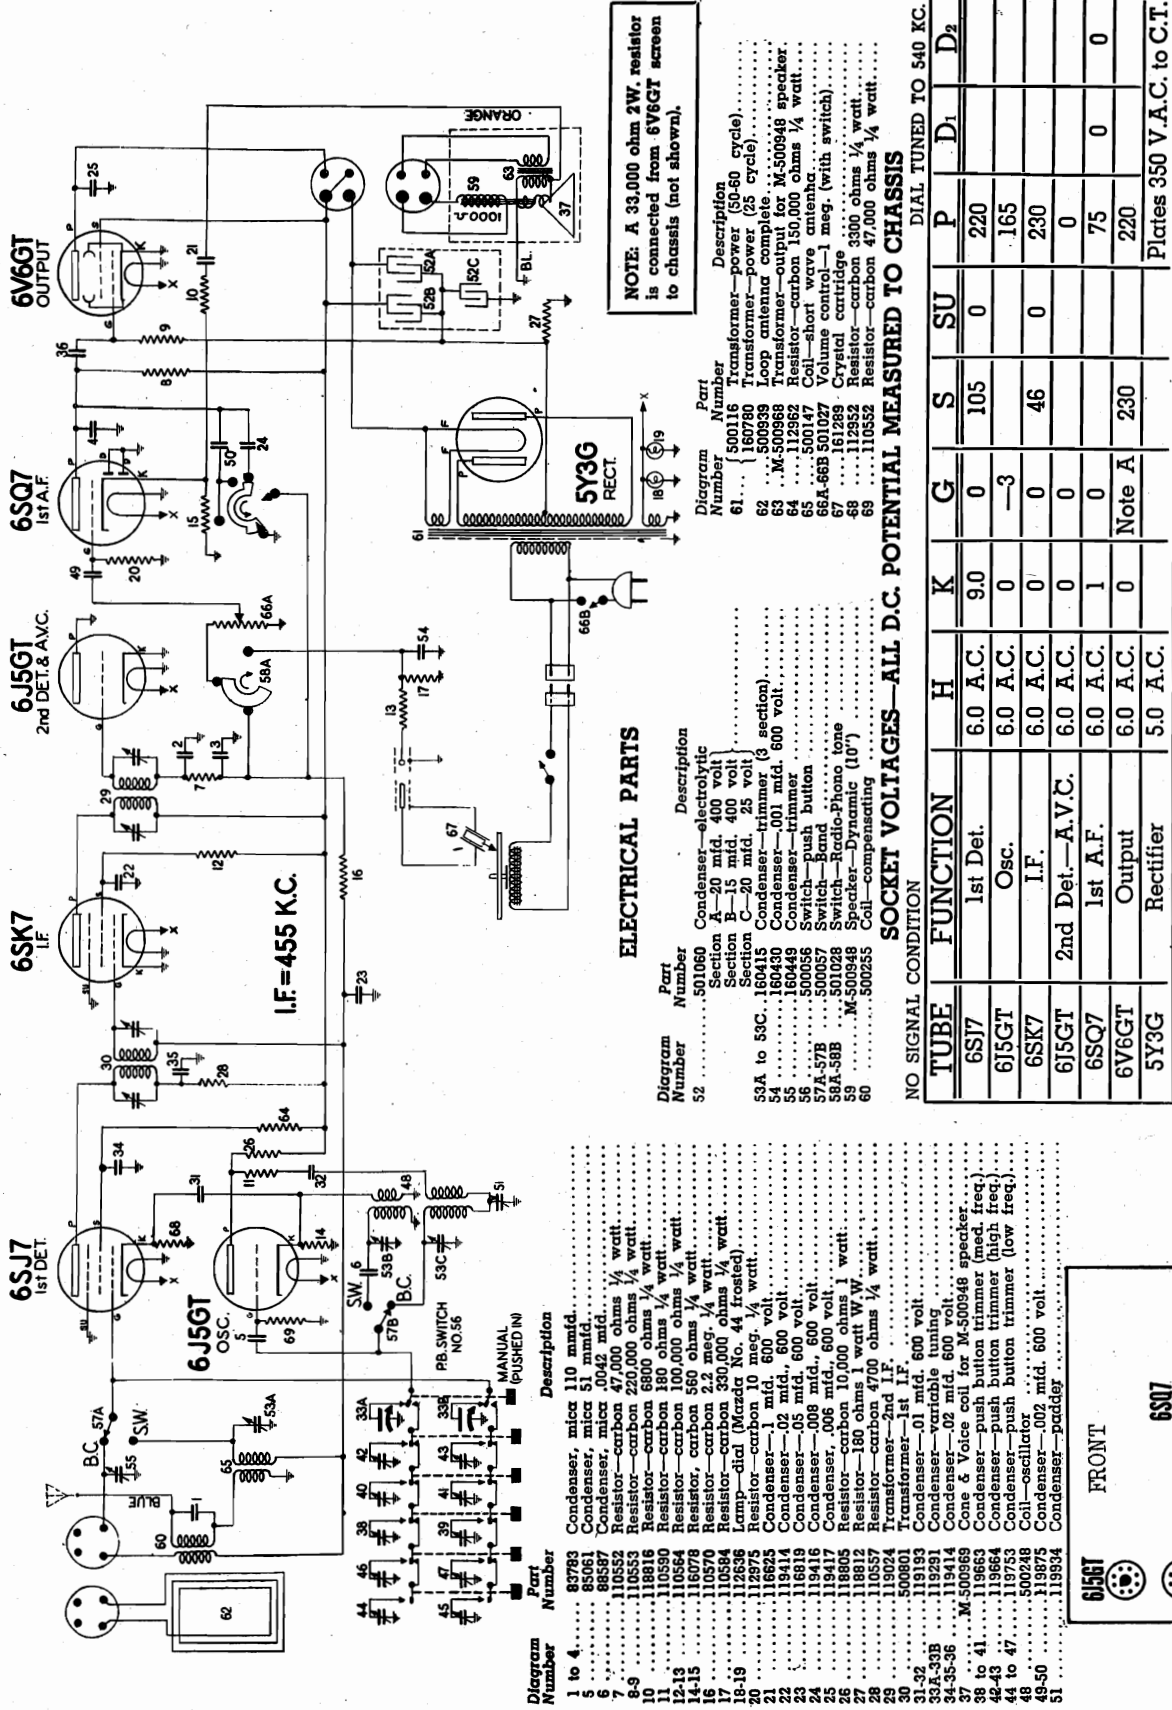 6SJ7
1st DET.
6SK7
I.F.
6J5GT
2nd DET. & A.V.C.
6SQ7
1st A.F.
6V6GT
OUTPUT
6J5GT
OSC.
I.F.=455 K.C.
5Y3G
RECT.
B.C.
S.W.
BLUE
57A
55
53A
65
60
62
1
S.W.
B.C.
57B
53B
53C
P.B. SWITCH
NO. 56
MANUAL
(PUSHED IN)
ORANGE
BL.
1000Ω
NOTE: A 33,000 ohm 2W. resistor
is connected from 6V6GT screen
to chassis (not shown).
ELECTRICAL PARTS
Diagram Number Part Number Description
1 to 4 83783 Condenser, mica 110 mmfd.
5 85061 Condenser, mica 51 mmfd.
6 88587 Condenser, mica .0042 mfd.
7 110552 Resistor—carbon 47,000 ohms 1/4 watt
8-9 110553 Resistor—carbon 220,000 ohms 1/4 watt
10 118816 Resistor—carbon 6800 ohms 1/4 watt
11 110590 Resistor—carbon 180 ohms 1/4 watt
12-13 110564 Resistor—carbon 100,000 ohms 1/4 watt
14-15 116078 Resistor, carbon 560 ohms 1/4 watt
16 110570 Resistor—carbon 2.2 meg. 1/4 watt
17 110584 Resistor—carbon 330,000 ohms 1/4 watt
18-19 112636 Lamp—dial (Mazda No. 44 frosted)
20 112975 Resistor—carbon 10 meg. 1/4 watt
21 116625 Condenser—.1 mfd. 600 volt
22 119414 Condenser—.02 mfd., 600 volt
23 116819 Condenser—.05 mfd. 600 volt
24 119416 Condenser—.008 mfd., 600 volt
25 119417 Condenser, .006 mfd., 600 volt
26 118805 Resistor—carbon 10,000 ohms 1 watt
27 118812 Resistor—180 ohms 1 watt W.W.
28 110557 Resistor—carbon 4700 ohms 1/4 watt
29 119024 Transformer—2nd I.F.
30 500801 Transformer—1st I.F.
31-32 119193 Condenser—.01 mfd. 600 volt
33A-33B 119291 Condenser—variable tuning
34-35-36 119414 Condenser—.02 mfd. 600 volt
37 M-500969 Cone & Voice coil for M-500948 speaker
38 to 41 119663 Condenser—push button trimmer (med. freq.)
42-43 119664 Condenser—push button trimmer (high freq.)
44 to 47 119753 Condenser—push button trimmer (low freq.)
48 500248 Coil—oscillator
49-50 119875 Condenser—.002 mfd. 600 volt
51 119934 Condenser—padder
Diagram Number Part Number Description
52 501060 Condenser—electrolytic
Section A—20 mfd. 400 volt
Section B—15 mfd. 400 volt
Section C—20 mfd. 25 volt
53A to 53C 160415 Condenser—trimmer (3 section)
54 160430 Condenser—.001 mfd. 600 volt
55 160449 Condenser—trimmer
56 500056 Switch—push button
57A-57B 500057 Switch—Band
58A-58B 501028 Switch—Radio-Phono tone
59 M-500948 Speaker—Dynamic (10")
60 500255 Coil—compensating
Diagram Number Part Number Description
61 500116 Transformer—power (50-60 cycle)
160780 Transformer—power (25 cycle)
62 500939 Loop antenna complete
63 M-500968 Transformer—output for M-500948 speaker
64 112962 Resistor—carbon 150,000 ohms 1/4 watt
65 500147 Coil—short wave antenna
66A-66B 501027 Volume control—1 meg. (with switch)
67 161289 Crystal cartridge
68 112952 Resistor—carbon 3300 ohms 1/4 watt
69 110552 Resistor—carbon 47,000 ohms 1/4 watt
SOCKET VOLTAGES—ALL D.C. POTENTIAL MEASURED TO CHASSIS
NO SIGNAL CONDITION DIAL TUNED TO 540 KC.
TUBE FUNCTION H K G S SU P D1 D2
6SJ7 1st Det. 6.0 A.C. 9.0 0 105 0 220
6J5GT Osc. 6.0 A.C. 0 —3 165
6SK7 I.F. 6.0 A.C. 0 0 46 0 230
6J5GT 2nd Det.—A.V.C. 6.0 A.C. 0 0 0
6SQ7 1st A.F. 6.0 A.C. 1 0 75 0 0
6V6GT Output 6.0 A.C. 0 Note A 230 220
5Y3G Rectifier 5.0 A.C. Plates 350 V.A.C. to C.T.
FRONT
6J5GT
6SQ7